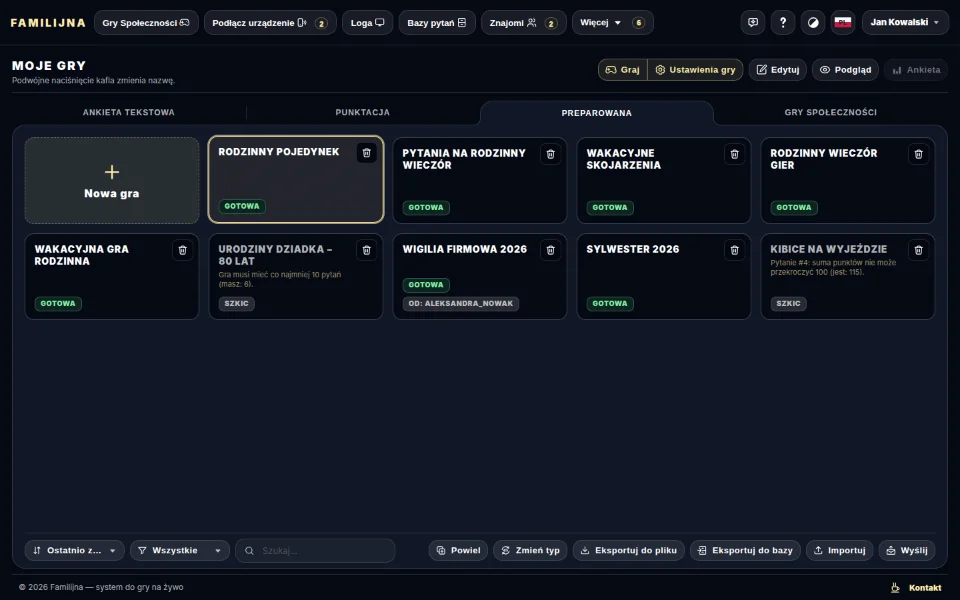 FAMILIJNA
Gry Społeczności
Podłącz urządzenie 2
Loga
Bazy pytań
Znajomi 2
Więcej 6
?
Jan Kowalski
MOJE GRY
Podwójne naciśnięcie kafla zmienia nazwę.
Graj
Ustawienia gry
Edytuj
Podgląd
Ankieta
ANKIETA TEKSTOWA
PUNKTACJA
PREPAROWANA
GRY SPOŁECZNOŚCI
+
Nowa gra
RODZINNY POJEDYNEK
GOTOWA
PYTANIA NA RODZINNY
WIECZÓR
GOTOWA
WAKACYJNE
SKOJARZENIA
GOTOWA
RODZINNY WIECZÓR
GIER
GOTOWA
WAKACYJNA GRA
RODZINNA
GOTOWA
URODZINY DZIADKA –
80 LAT
Gra musi mieć co najmniej 10 pytań
(masz: 6).
SZKIC
WIGILIA FIRMOWA 2026
GOTOWA
OD: ALEKSANDRA_NOWAK
SYLWESTER 2026
GOTOWA
KIBICE NA WYJEŹDZIE
Pytanie #4: suma punktów nie może
przekroczyć 100 (jest: 115).
SZKIC
Ostatnio z...
Wszystkie
Szukaj...
Powiel
Zmień typ
Eksportuj do pliku
Eksportuj do bazy
Importuj
Wyślij
© 2026 Familijna — system do gry na żywo
Kontakt